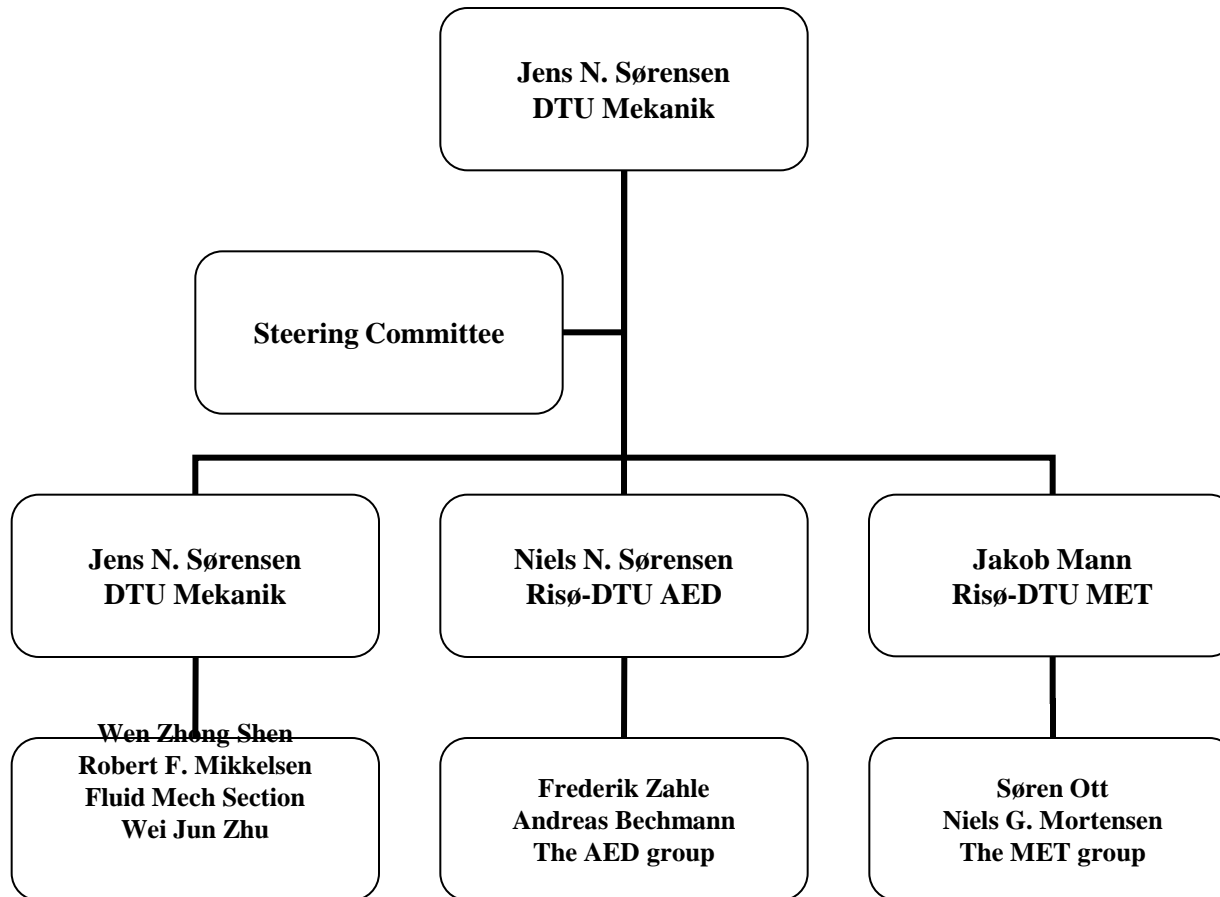 Jens N. Sørensen
DTU Mekanik
Steering Committee
Jens N. Sørensen
DTU Mekanik
Niels N. Sørensen
Risø-DTU AED
Jakob Mann
Risø-DTU MET
Wen Zhong Shen
Robert F. Mikkelsen
Fluid Mech Section
Wei Jun Zhu
Frederik Zahle
Andreas Bechmann
The AED group
Søren Ott
Niels G. Mortensen
The MET group